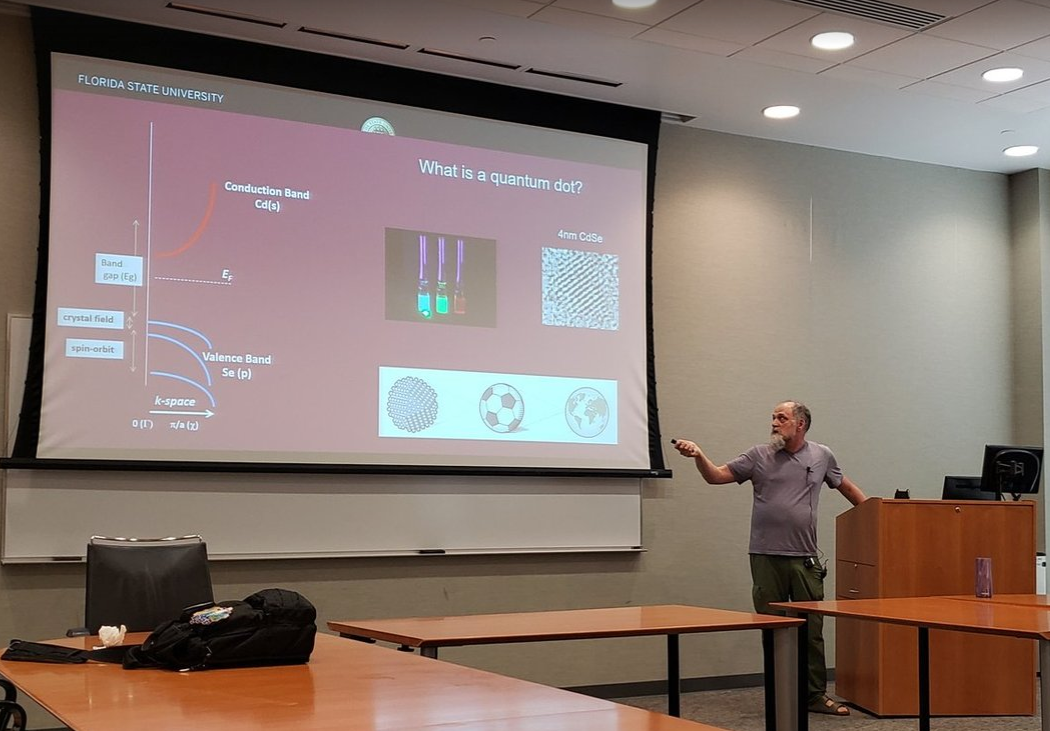 FLORIDA STATE UNIVERSITY
What is a quantum dot?
Conduction Band
Cd(s)
4nm CdSe
Band
gap (Eg)
E_F
crystal field
spin-orbit
Valence Band
Se (p)
k-space
0 (Γ) π/a (χ)